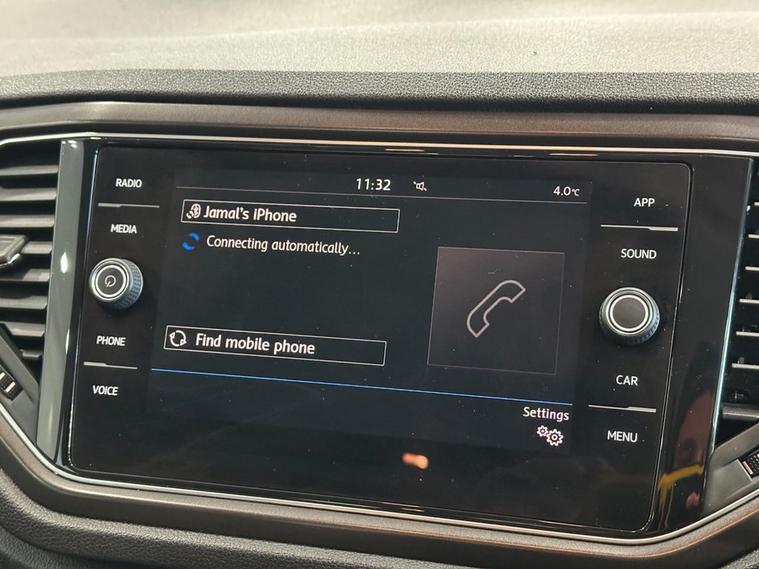 RADIO
MEDIA
PHONE
VOICE
11:32
4.0°C
Jamal's iPhone
Connecting automatically...
Find mobile phone
Settings
APP
SOUND
CAR
MENU